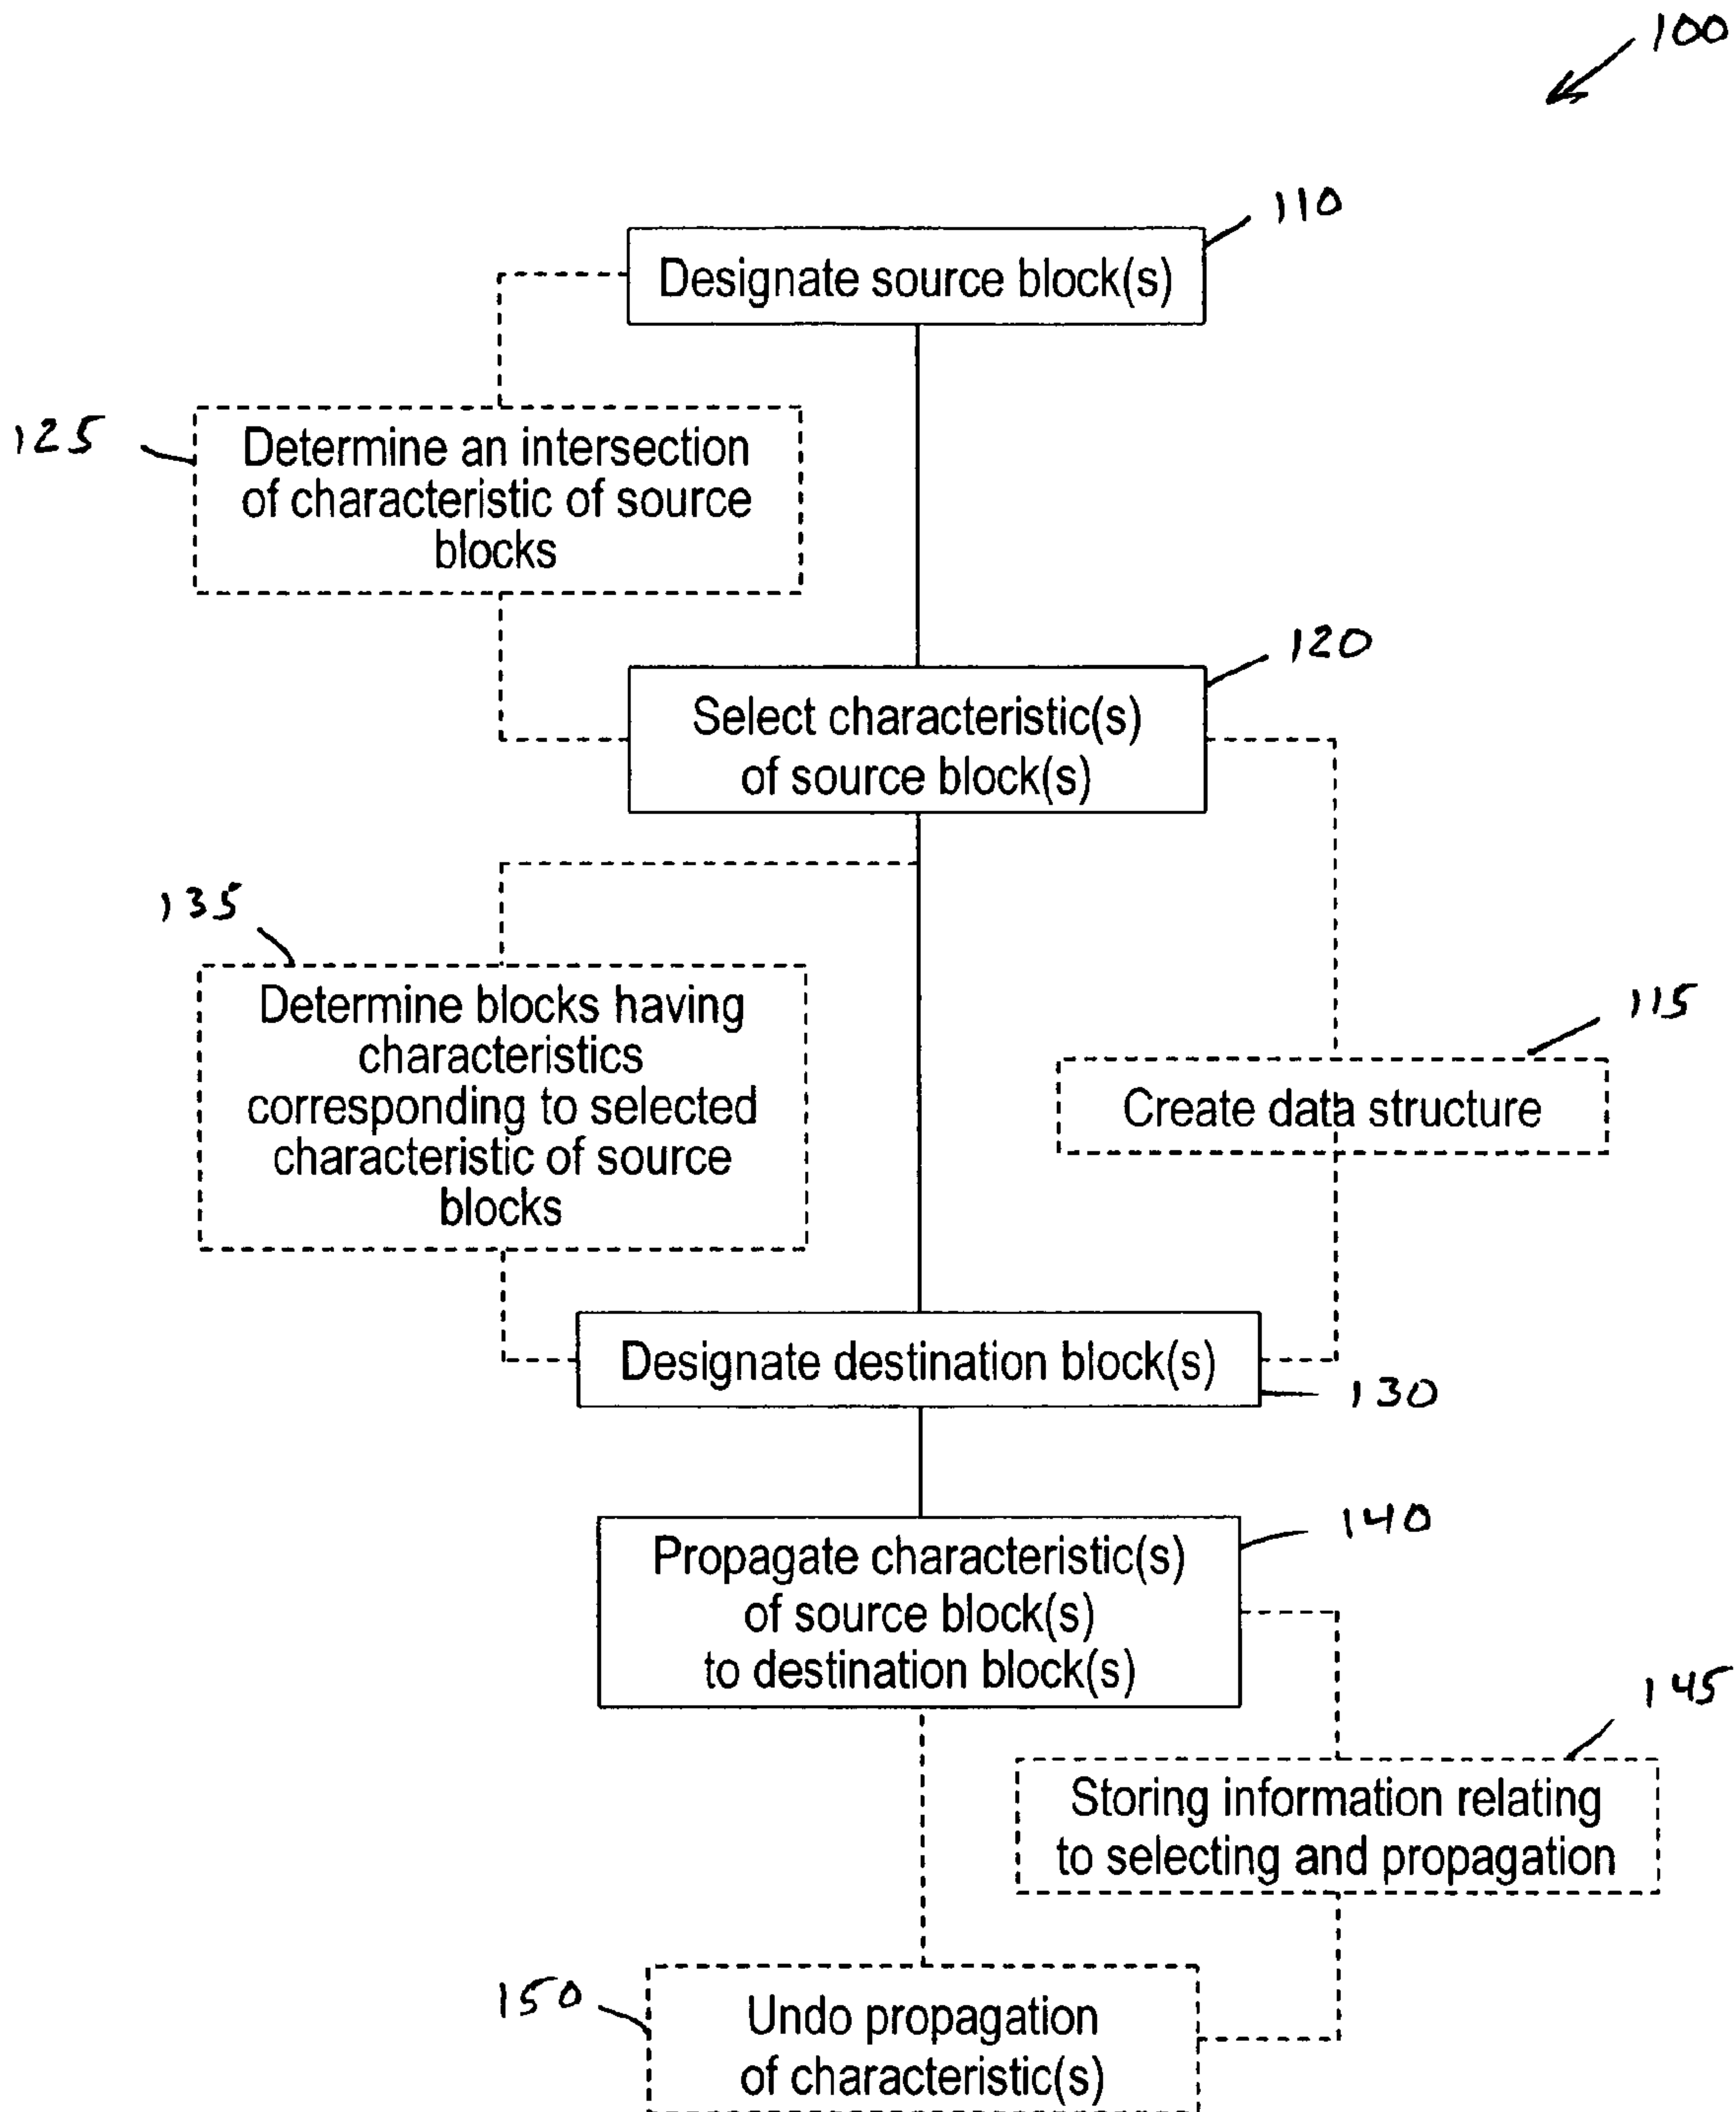 100
110
Designate source block(s)
125
Determine an intersection
of characteristic of source
blocks
120
Select characteristic(s)
of source block(s)
135
Determine blocks having
characteristics
corresponding to selected
characteristic of source
blocks
115
Create data structure
Designate destination block(s)
130
140
Propagate characteristic(s)
of source block(s)
to destination block(s)
145
Storing information relating
to selecting and propagation
150
Undo propagation
of characteristic(s)